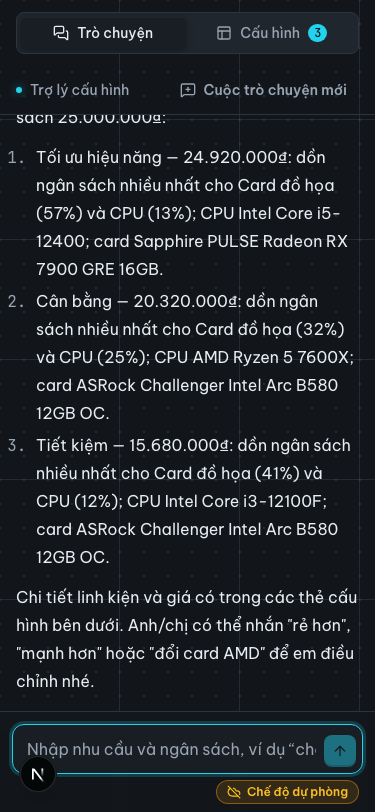 Trò chuyện
Cấu hình 3
Trợ lý cấu hình
Cuộc trò chuyện mới
sách 25.000.000₫:
1. Tối ưu hiệu năng — 24.920.000₫: dồn
ngân sách nhiều nhất cho Card đồ họa
(57%) và CPU (13%); CPU Intel Core i5-
12400; card Sapphire PULSE Radeon RX
7900 GRE 16GB.
2. Cân bằng — 20.320.000₫: dồn ngân
sách nhiều nhất cho Card đồ họa (32%)
và CPU (25%); CPU AMD Ryzen 5 7600X;
card ASRock Challenger Intel Arc B580
12GB OC.
3. Tiết kiệm — 15.680.000₫: dồn ngân sách
nhiều nhất cho Card đồ họa (41%) và
CPU (12%); CPU Intel Core i3-12100F;
card ASRock Challenger Intel Arc B580
12GB OC.
Chi tiết linh kiện và giá có trong các thẻ cấu
hình bên dưới. Anh/chị có thể nhắn "rẻ hơn",
"mạnh hơn" hoặc "đổi card AMD" để em điều
chỉnh nhé.
Nhập nhu cầu và ngân sách, ví dụ “chơ
N
Chế độ dự phòng